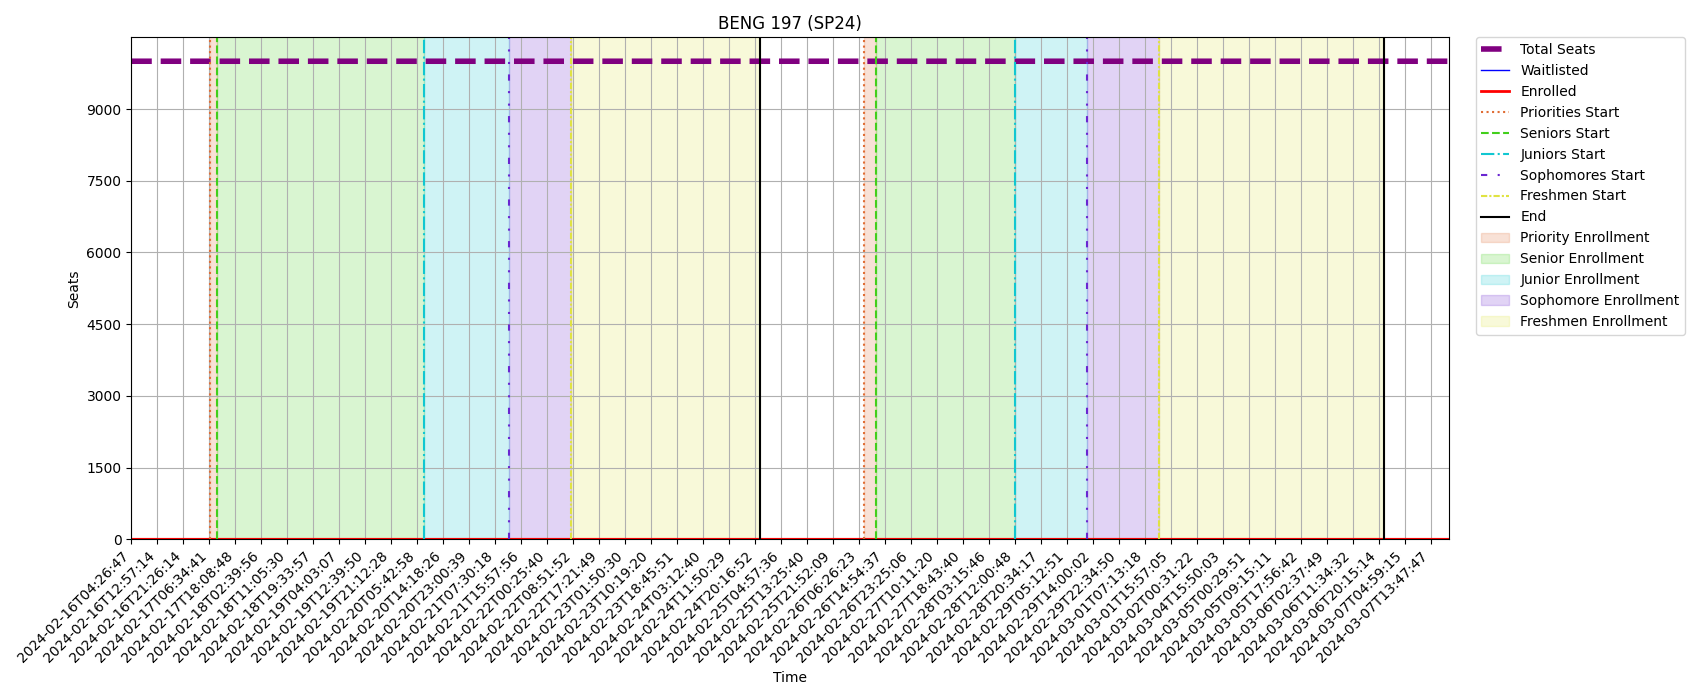 BENG 197 (SP24)
Seats
9000
7500
6000
4500
3000
1500
0
2024-02-16T04:26:47
2024-02-16T12:57:14
2024-02-16T21:26:14
2024-02-17T06:34:41
2024-02-17T18:08:48
2024-02-18T02:39:56
2024-02-18T11:05:30
2024-02-18T19:33:57
2024-02-19T04:03:07
2024-02-19T12:39:50
2024-02-19T21:12:28
2024-02-20T05:42:58
2024-02-20T14:18:26
2024-02-20T23:00:39
2024-02-21T07:30:18
2024-02-21T15:57:56
2024-02-22T00:25:40
2024-02-22T08:51:52
2024-02-22T17:21:49
2024-02-23T01:50:30
2024-02-23T10:19:20
2024-02-23T18:45:51
2024-02-24T03:12:40
2024-02-24T11:50:29
2024-02-24T20:16:52
2024-02-25T04:57:36
2024-02-25T13:25:40
2024-02-25T21:52:09
2024-02-26T06:26:23
2024-02-26T14:54:37
2024-02-26T23:25:06
2024-02-27T10:11:20
2024-02-27T18:43:40
2024-02-28T03:15:46
2024-02-28T12:00:48
2024-02-28T20:34:17
2024-02-29T05:12:51
2024-02-29T14:00:02
2024-02-29T22:34:50
2024-03-01T07:13:18
2024-03-01T15:57:05
2024-03-02T00:31:22
2024-03-04T15:50:03
2024-03-05T00:29:51
2024-03-05T09:15:11
2024-03-05T17:56:42
2024-03-06T02:37:49
2024-03-06T11:34:32
2024-03-06T20:15:14
2024-03-07T04:59:15
2024-03-07T13:47:47
Time
Total Seats
Waitlisted
Enrolled
Priorities Start
Seniors Start
Juniors Start
Sophomores Start
Freshmen Start
End
Priority Enrollment
Senior Enrollment
Junior Enrollment
Sophomore Enrollment
Freshmen Enrollment